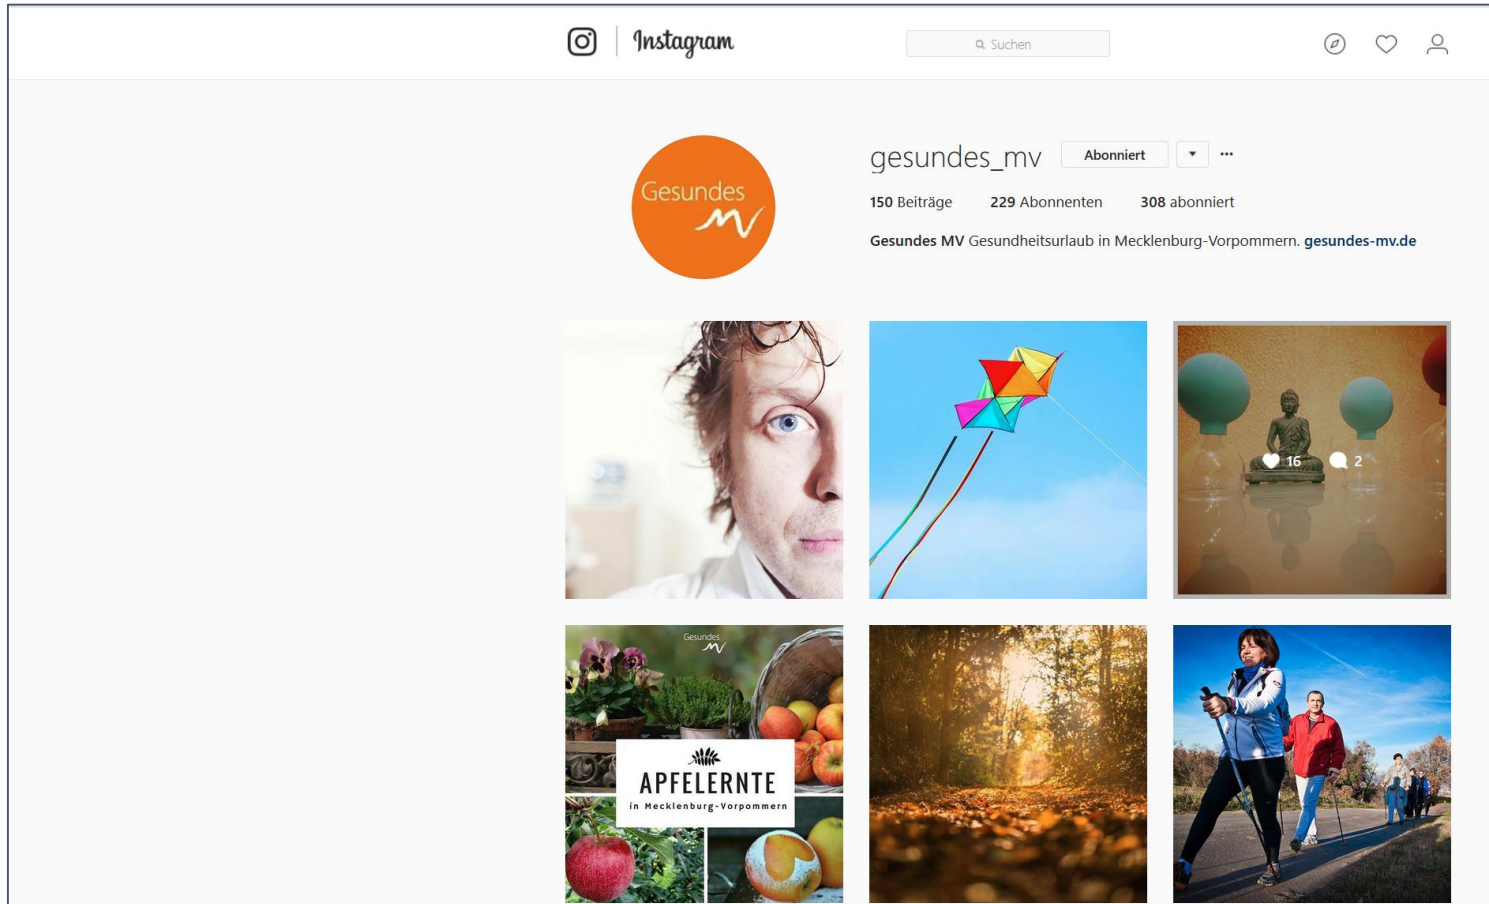 Instagram
Suchen
Gesundes
MV
gesundes_mv Abonniert
150 Beiträge 229 Abonnenten 308 abonniert
Gesundes MV Gesundheitsurlaub in Mecklenburg-Vorpommern. gesundes-mv.de
16 2
Gesundes
MV
APFELERNTE
in Mecklenburg-Vorpommern